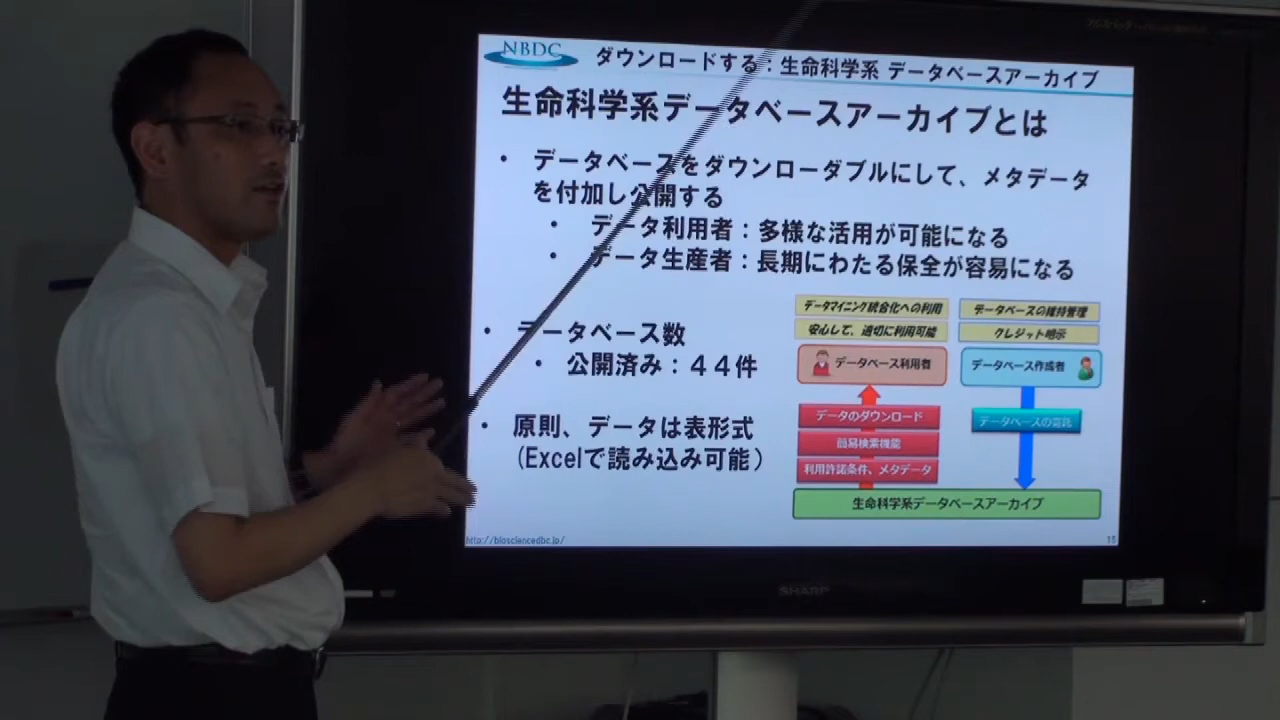 NBDC ダウンロードする：生命科学系 データベースアーカイブ
生命科学系データベースアーカイブとは
・ データベースをダウンローダブルにして、メタデータ
を付加し公開する
・ データ利用者：多様な活用が可能になる
・ データ生産者：長期にわたる保全が容易になる
・ データベース数
・ 公開済み：４４件
・ 原則、データは表形式
(Excelで読み込み可能）
データマイニング統合化への利用
安心して、適切に利用可能
データベース利用者
データのダウンロード
簡易検索機能
利用許諾条件、メタデータ
データベースの維持管理
クレジット明示
データベース作成者
データベースの寄託
生命科学系データベースアーカイブ
http://biosciencedbc.jp/
15
SHARP